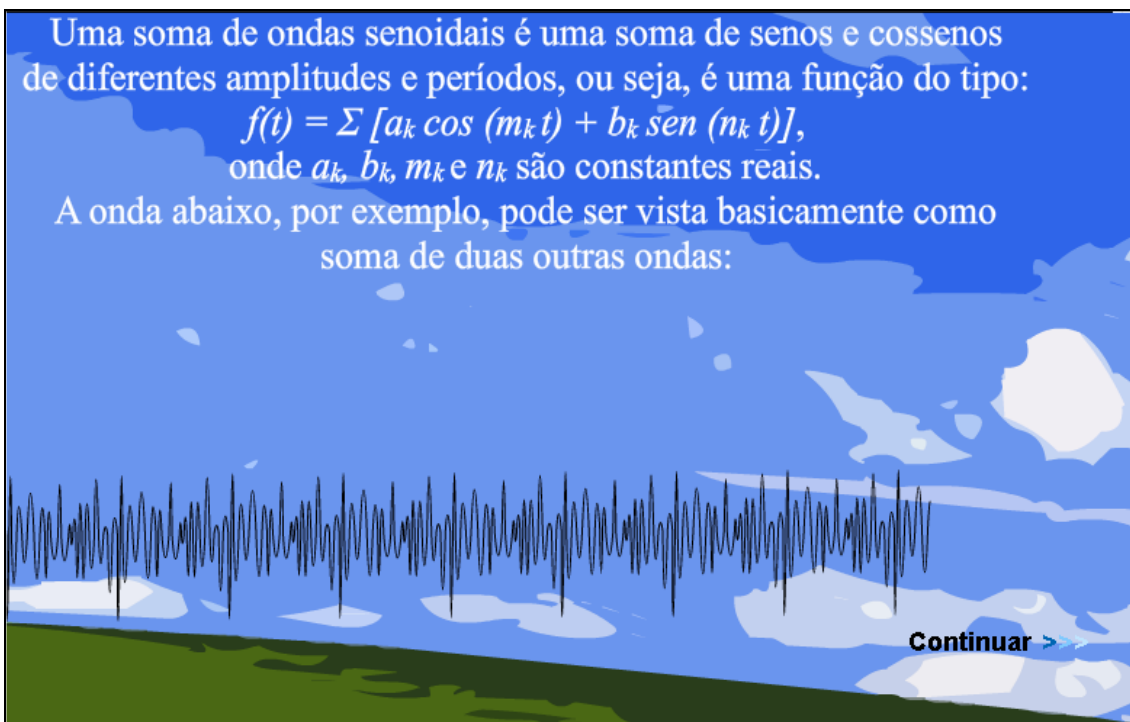 Uma soma de ondas senoidais é uma soma de senos e cossenos
de diferentes amplitudes e períodos, ou seja, é uma função do tipo:
f(t) = Σ [aₖ cos (mₖ t) + bₖ sen (nₖ t)],
onde aₖ, bₖ, mₖ e nₖ são constantes reais.
A onda abaixo, por exemplo, pode ser vista basicamente como
soma de duas outras ondas:
Continuar >>>